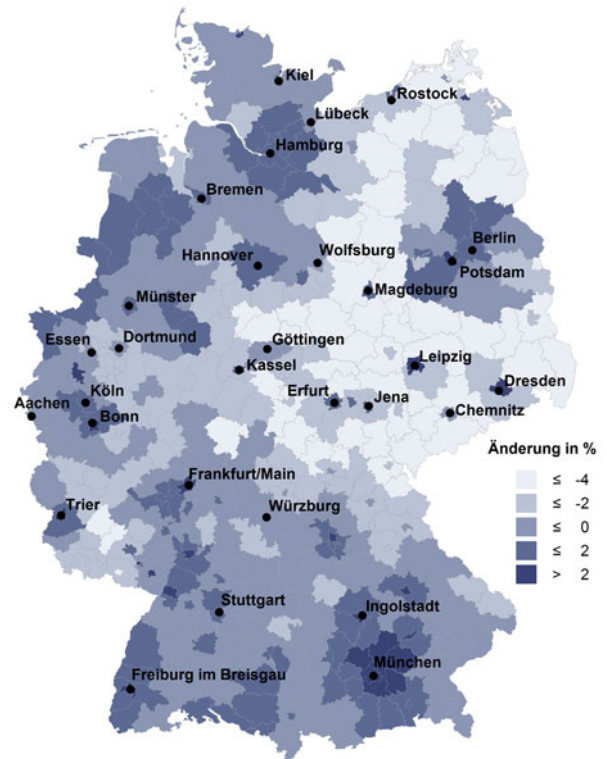 Kiel
Rostock
Lübeck
Hamburg
Bremen
Berlin
Hannover
Wolfsburg
Potsdam
Magdeburg
Münster
Essen
Dortmund
Göttingen
Leipzig
Kassel
Dresden
Köln
Erfurt
Jena
Aachen
Chemnitz
Bonn
Änderung in %
Frankfurt/Main
≤ -4
≤ -2
Trier
Würzburg
≤ 0
≤ 2
> 2
Stuttgart
Ingolstadt
München
Freiburg im Breisgau